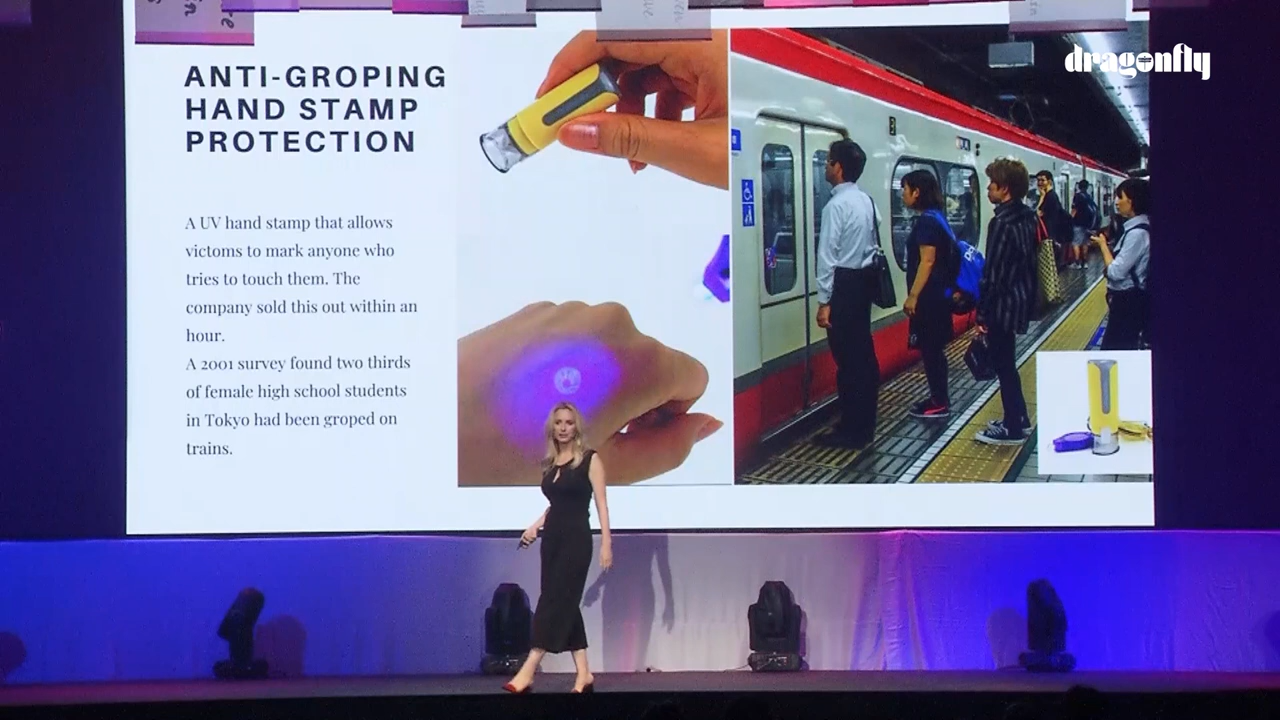 dragonfly
ANTI-GROPING
HAND STAMP
PROTECTION
A UV hand stamp that allows
victoms to mark anyone who
tries to touch them. The
company sold this out within an
hour.
A 2001 survey found two thirds
of female high school students
in Tokyo had been groped on
trains.